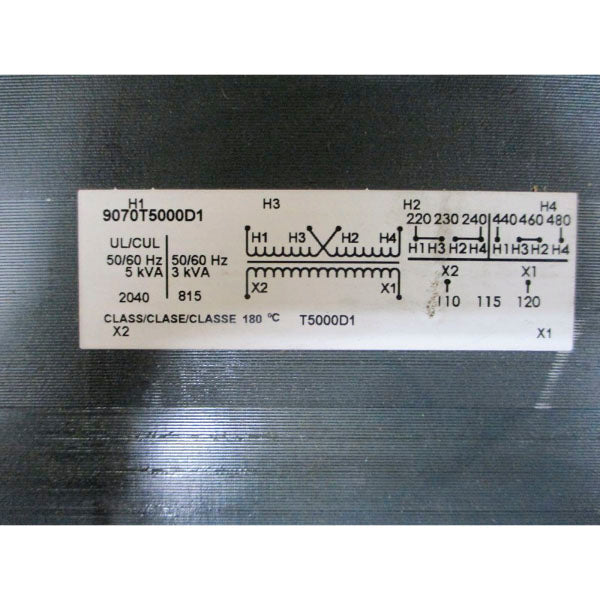 H1 H3 H2 H4
9070T5000D1 220 230 240 440 460 480
UL/CUL H1 H3 H2 H4 H1 H3 H2 H4 H1 H3 H2 H4
50/60 Hz 50/60 Hz
5 kVA 3 kVA X2 X1
2040 815 X2 X1 110 115 120
CLASS/CLASE/CLASSE 180 °C T5000D1
X2 X1